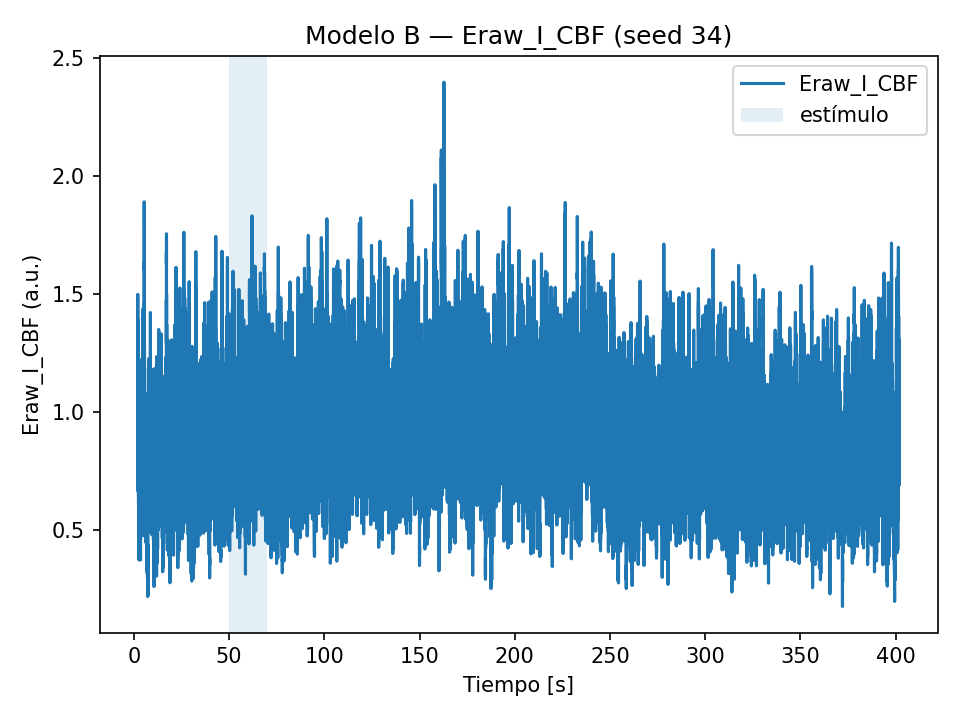 Modelo B — Eraw_I_CBF (seed 34)
Eraw_I_CBF
estímulo
Eraw_I_CBF (a.u.)
2.5
2.0
1.5
1.0
0.5
0 50 100 150 200 250 300 350 400
Tiempo [s]